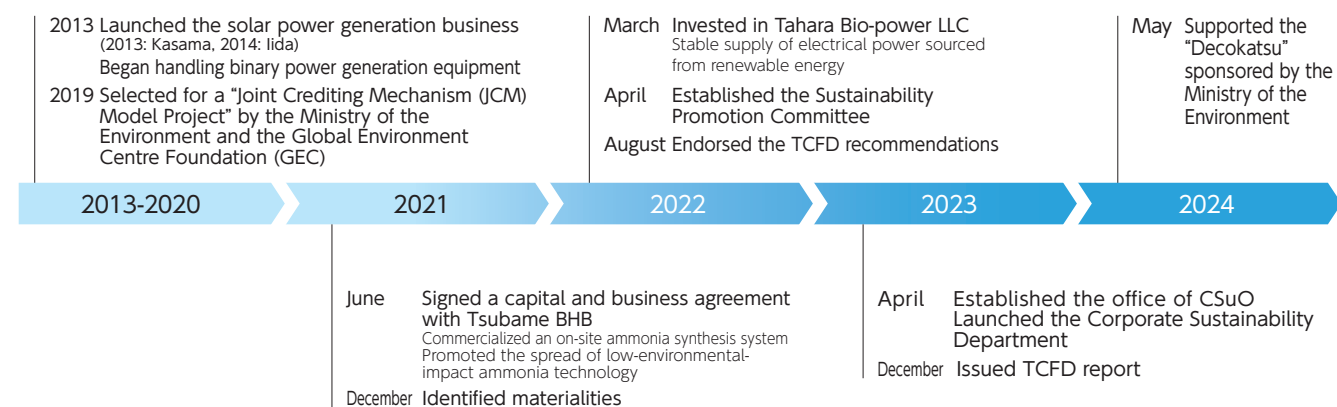 2013 Launched the solar power generation business
(2013: Kasama, 2014: Iida)
Began handling binary power generation equipment
2019 Selected for a “Joint Crediting Mechanism (JCM)
Model Project” by the Ministry of the
Environment and the Global Environment
Centre Foundation (GEC)
March Invested in Tahara Bio-power LLC
Stable supply of electrical power sourced
from renewable energy
April Established the Sustainability
Promotion Committee
August Endorsed the TCFD recommendations
May Supported the
“Decokatsu”
sponsored by the
Ministry of the
Environment
2013-2020
2021
2022
2023
2024
June Signed a capital and business agreement
with Tsubame BHB
Commercialized an on-site ammonia synthesis system
Promoted the spread of low-environmental-
impact ammonia technology
December Identified materialities
April Established the office of CSuO
Launched the Corporate Sustainability
Department
December Issued TCFD report